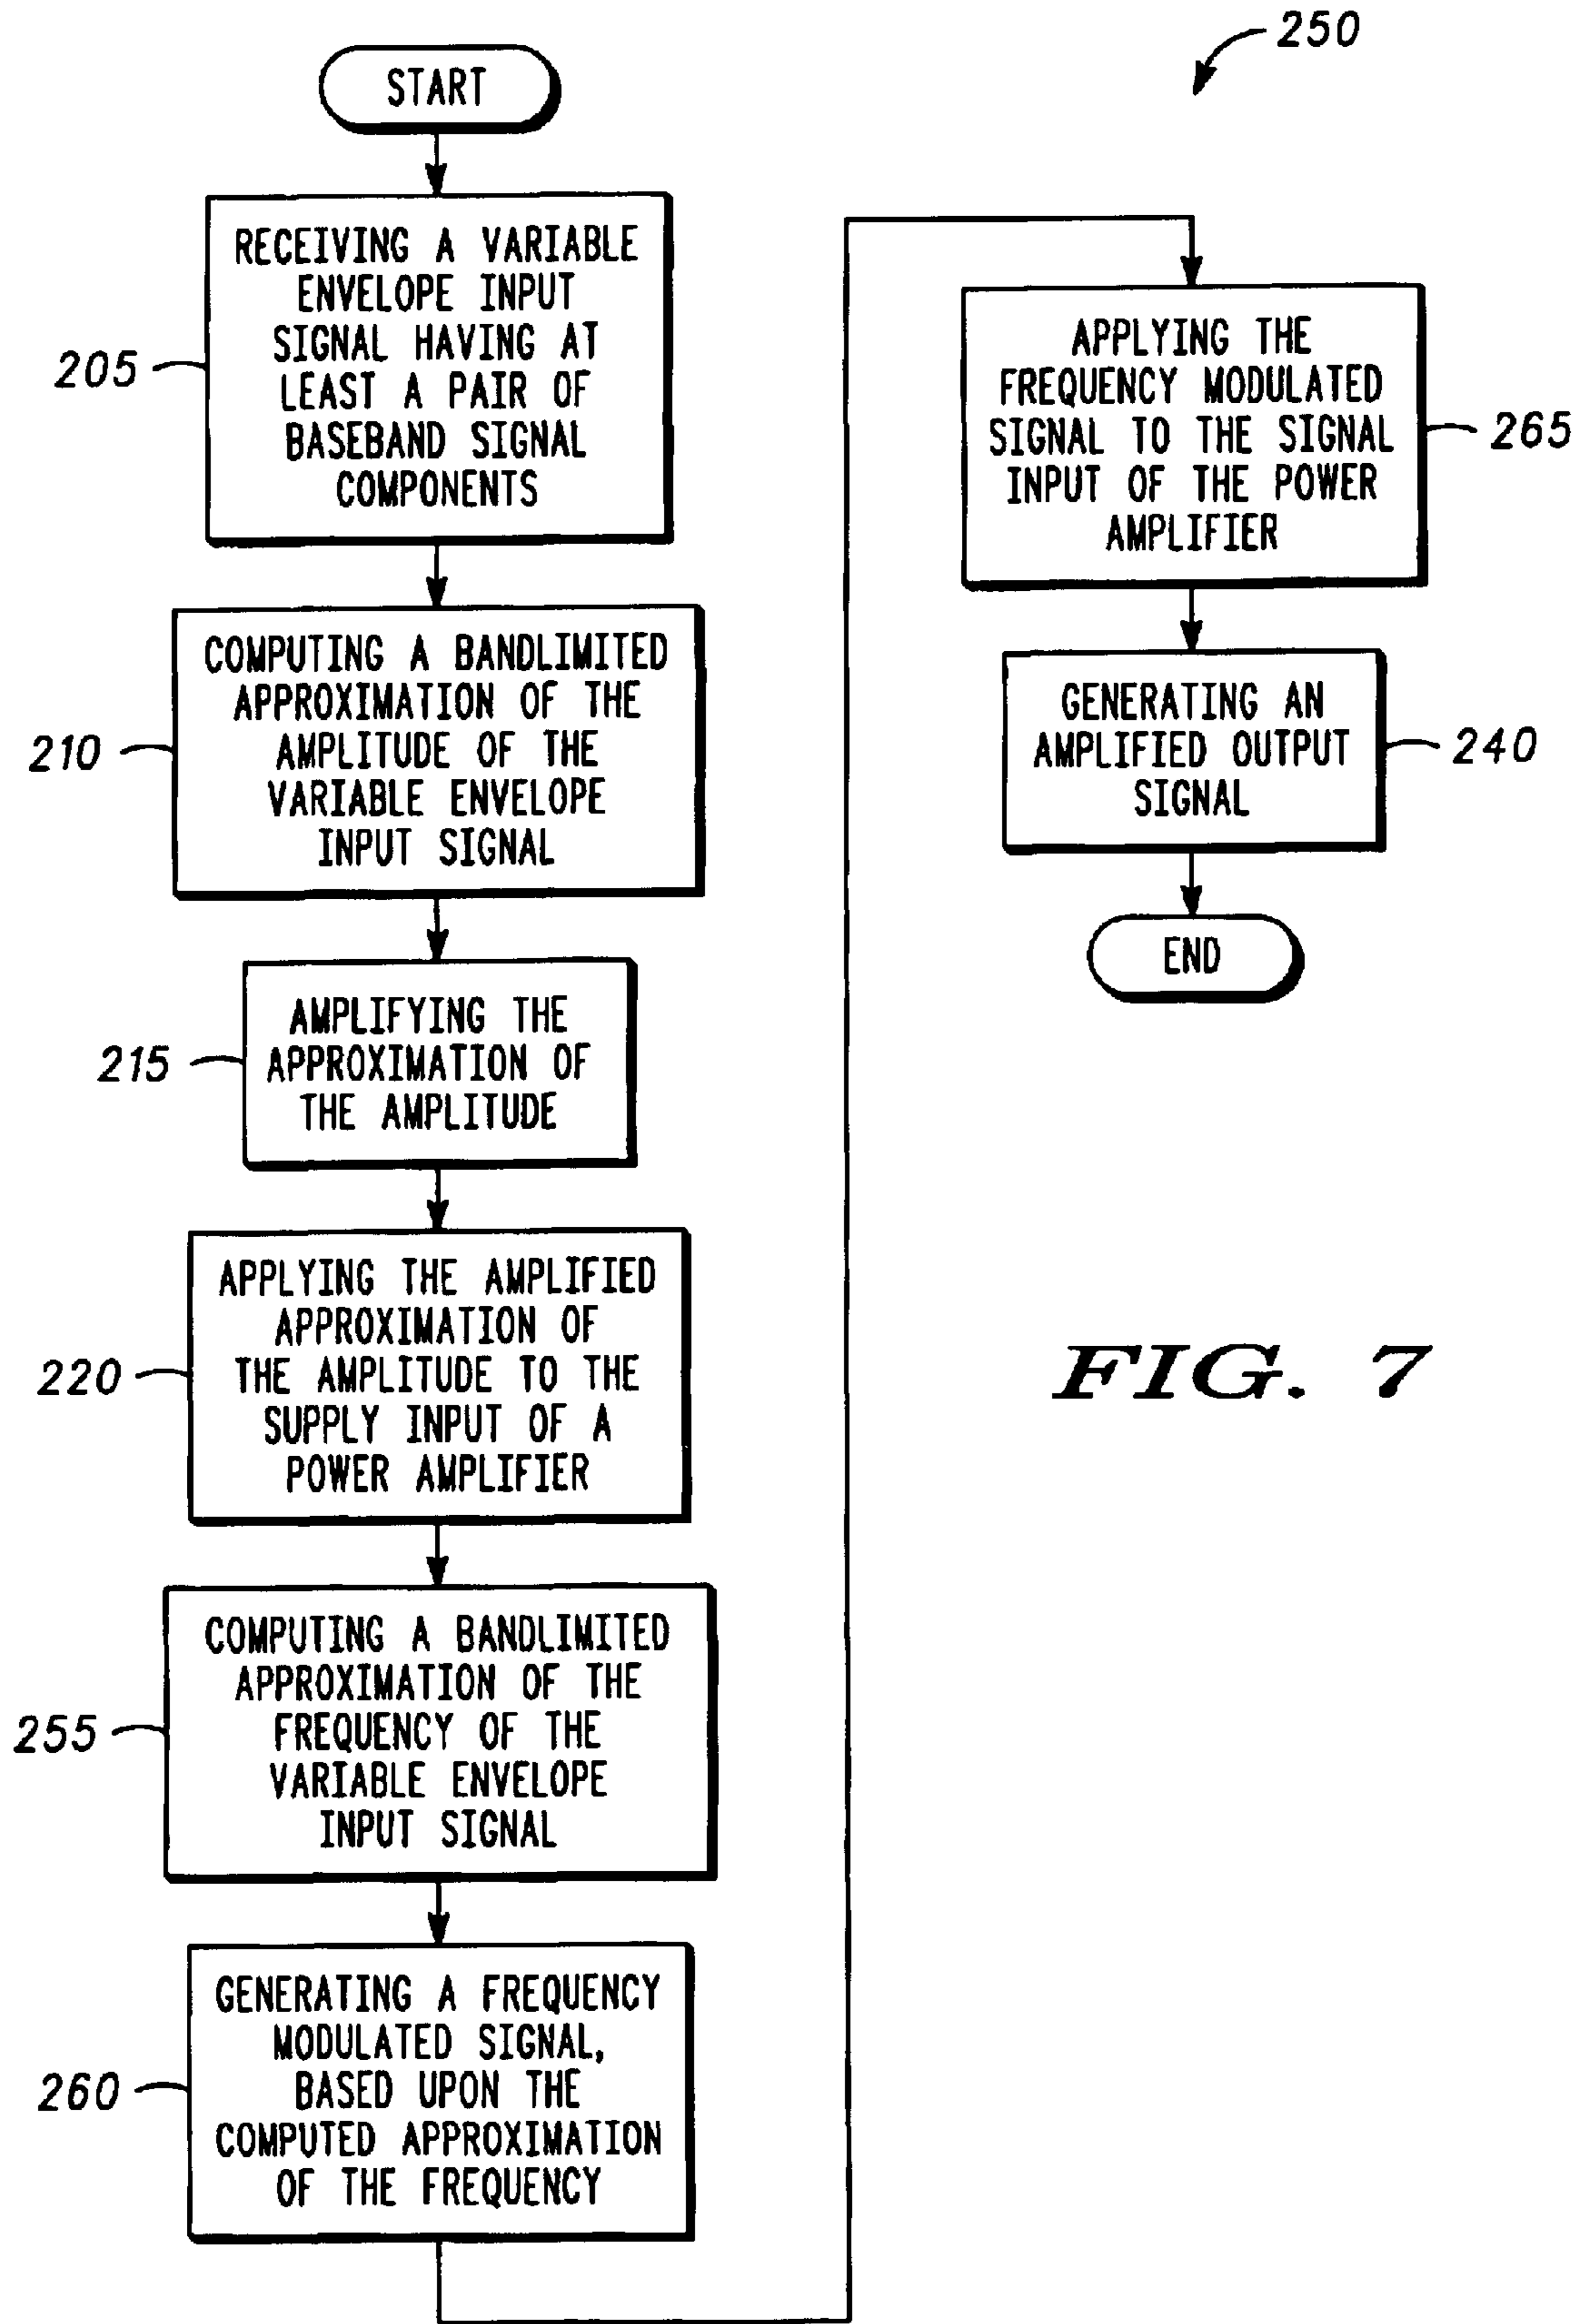 250
START
RECEIVING A VARIABLE
ENVELOPE INPUT
SIGNAL HAVING AT
LEAST A PAIR OF
BASEBAND SIGNAL
COMPONENTS
205
COMPUTING A BANDLIMITED
APPROXIMATION OF THE
AMPLITUDE OF THE
VARIABLE ENVELOPE
INPUT SIGNAL
210
AMPLIFYING THE
APPROXIMATION OF
THE AMPLITUDE
215
APPLYING THE AMPLIFIED
APPROXIMATION OF
THE AMPLITUDE TO THE
SUPPLY INPUT OF A
POWER AMPLIFIER
220
COMPUTING A BANDLIMITED
APPROXIMATION OF THE
FREQUENCY OF THE
VARIABLE ENVELOPE
INPUT SIGNAL
255
GENERATING A FREQUENCY
MODULATED SIGNAL,
BASED UPON THE
COMPUTED APPROXIMATION
OF THE FREQUENCY
260
APPLYING THE
FREQUENCY MODULATED
SIGNAL TO THE SIGNAL
INPUT OF THE POWER
AMPLIFIER
265
GENERATING AN
AMPLIFIED OUTPUT
SIGNAL
240
END
FIG. 7